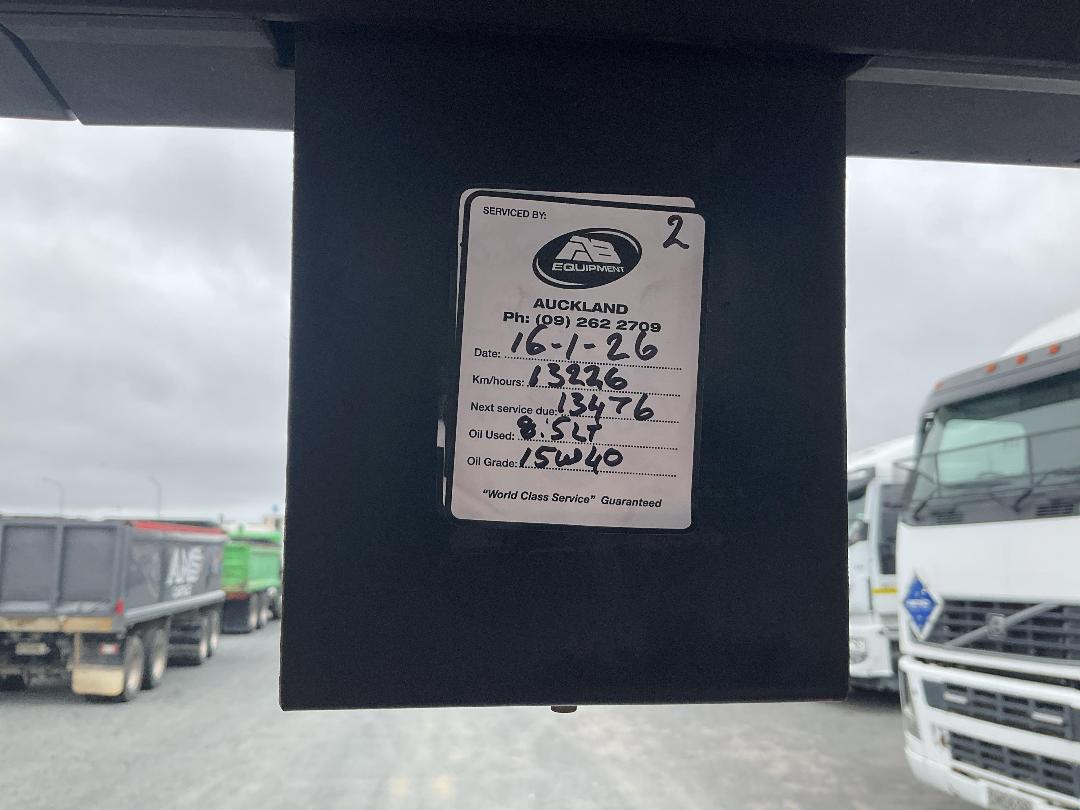 SERVICED BY:
2
AB
EQUIPMENT
AUCKLAND
Ph: (09) 262 2709
Date: 16-1-26
Km/hours: 13226
Next service due: 13476
Oil Used: 8.5LT
Oil Grade: 15W40
"World Class Service" Guaranteed